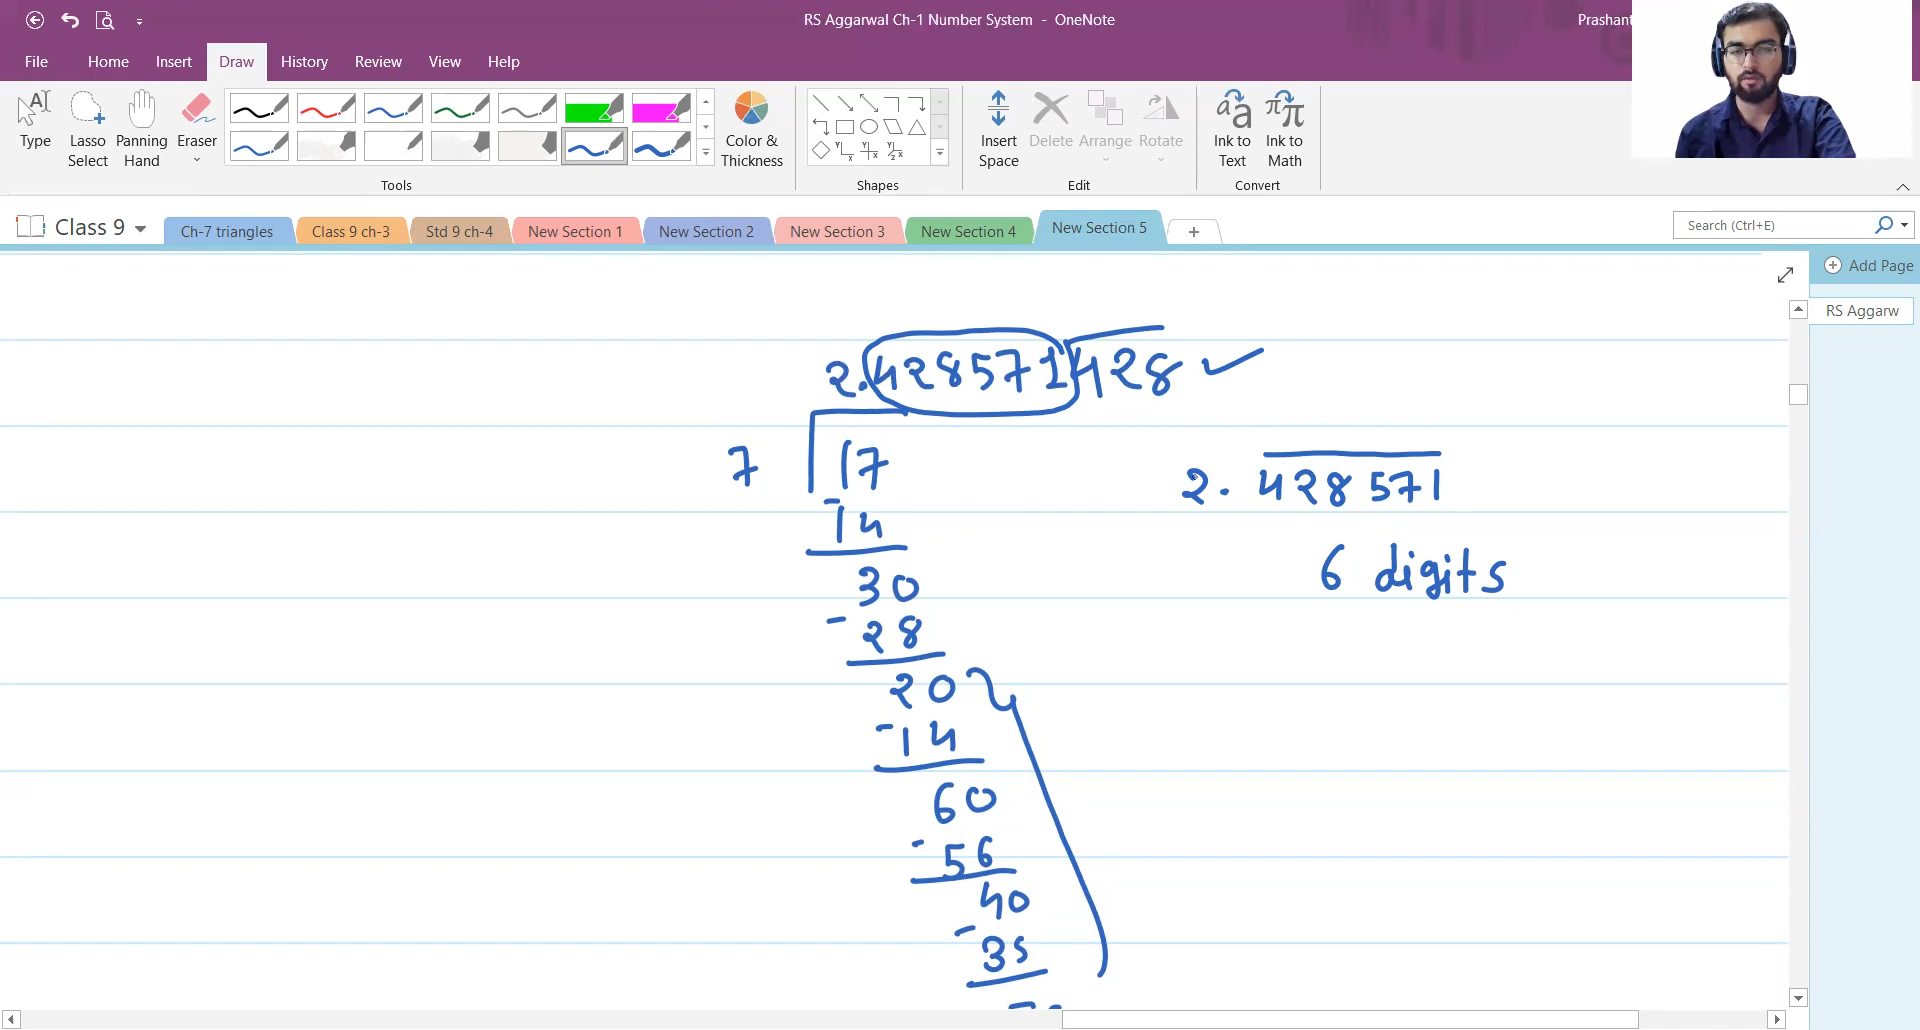 RS Aggarwal Ch-1 Number System - OneNote
Prashant
File Home Insert Draw History Review View Help
Type
Lasso Select
Panning Hand
Eraser
Color & Thickness
Insert Space
Delete
Arrange
Rotate
Ink to Text
Ink to Math
Tools
Shapes
Edit
Convert
Class 9
Ch-7 triangles
Class 9 ch-3
Std 9 ch-4
New Section 1
New Section 2
New Section 3
New Section 4
New Section 5
Search (Ctrl+E)
Add Page
RS Aggarw
2.428571428 ✓
7 17
-14
30
-28
20
-14
60
-56
40
-35
2.428571
6 digits